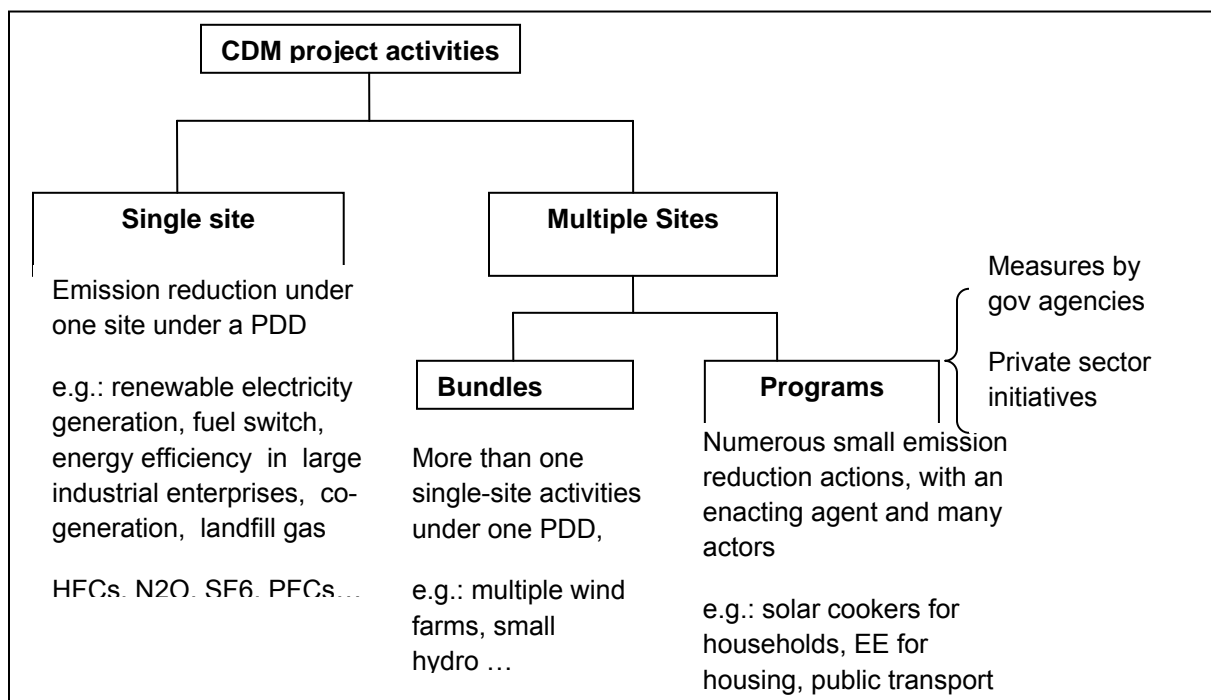 CDM project activities
Single site
Emission reduction under
one site under a PDD
e.g.: renewable electricity
generation, fuel switch,
energy efficiency in large
industrial enterprises, co-
generation, landfill gas
HFCs, N2O, SF6, PFCs…
Multiple Sites
Bundles
More than one
single-site activities
under one PDD,
e.g.: multiple wind
farms, small
hydro …
Programs
Numerous small emission
reduction actions, with an
enacting agent and many
actors
e.g.: solar cookers for
households, EE for
housing, public transport
Measures by
gov agencies
Private sector
initiatives